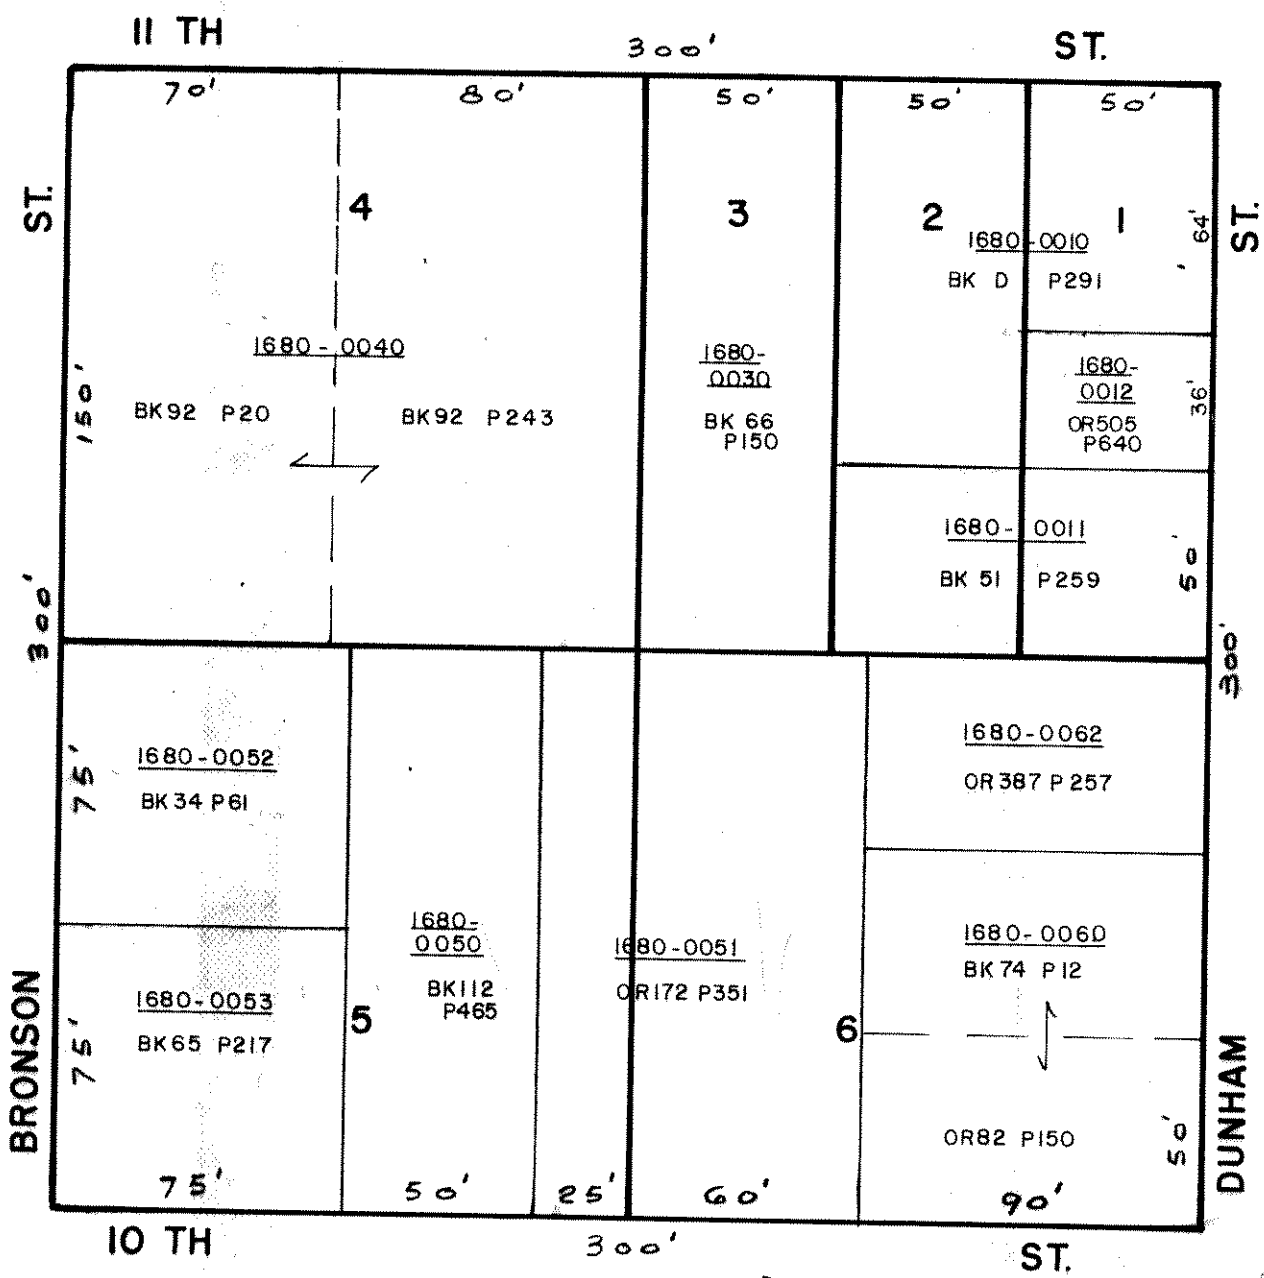 11 TH
300'
ST.
70'
80'
50'
50'
50'
ST.
4
3
2
1
64'
ST.
1680-0010
BK D P291
1680-0040
BK92 P20
BK92 P243
150'
1680-
0030
BK 66
P150
1680-
0012
OR505
P640
36'
1680-0011
BK 51 P259
50'
300'
300'
1680-0052
BK34 P61
75'
1680-0062
OR387 P257
1680-
0050
BK112
P465
1680-0051
OR172 P351
1680-0060
BK74 P12
1680-0053
BK65 P217
75'
5
6
BRONSON
DUNHAM
OR82 P150
50'
75'
50'
25'
60'
90'
10 TH
300'
ST.